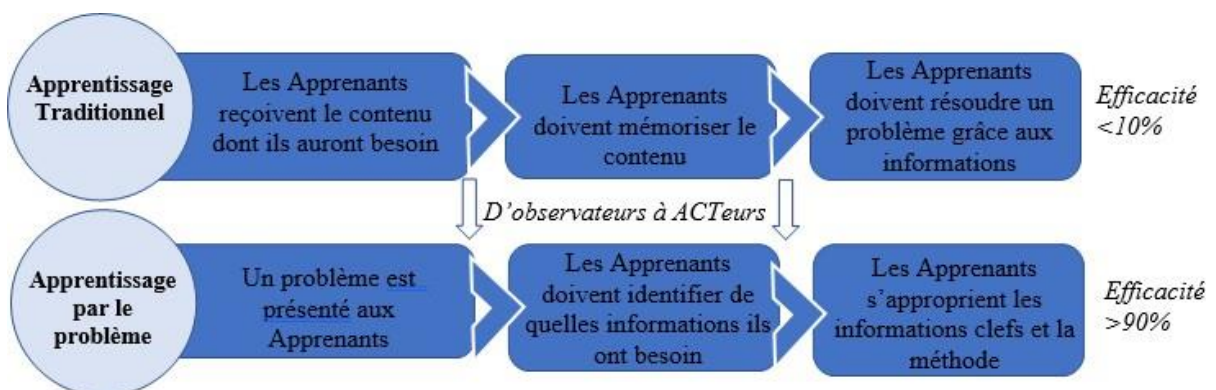 Apprentissage
Traditionnel
Les Apprenants
reçoivent le contenu
dont ils auront besoin
Les Apprenants
doivent mémoriser le
contenu
Les Apprenants
doivent résoudre un
problème grâce aux
informations
Efficacité
<10%
D'observateurs à ACTeurs
Apprentissage
par le
problème
Un problème est
présenté aux
Apprenants
Les Apprenants
doivent identifier de
quelles informations ils
ont besoin
Les Apprenants
s'approprient les
informations clefs et la
méthode
Efficacité
>90%